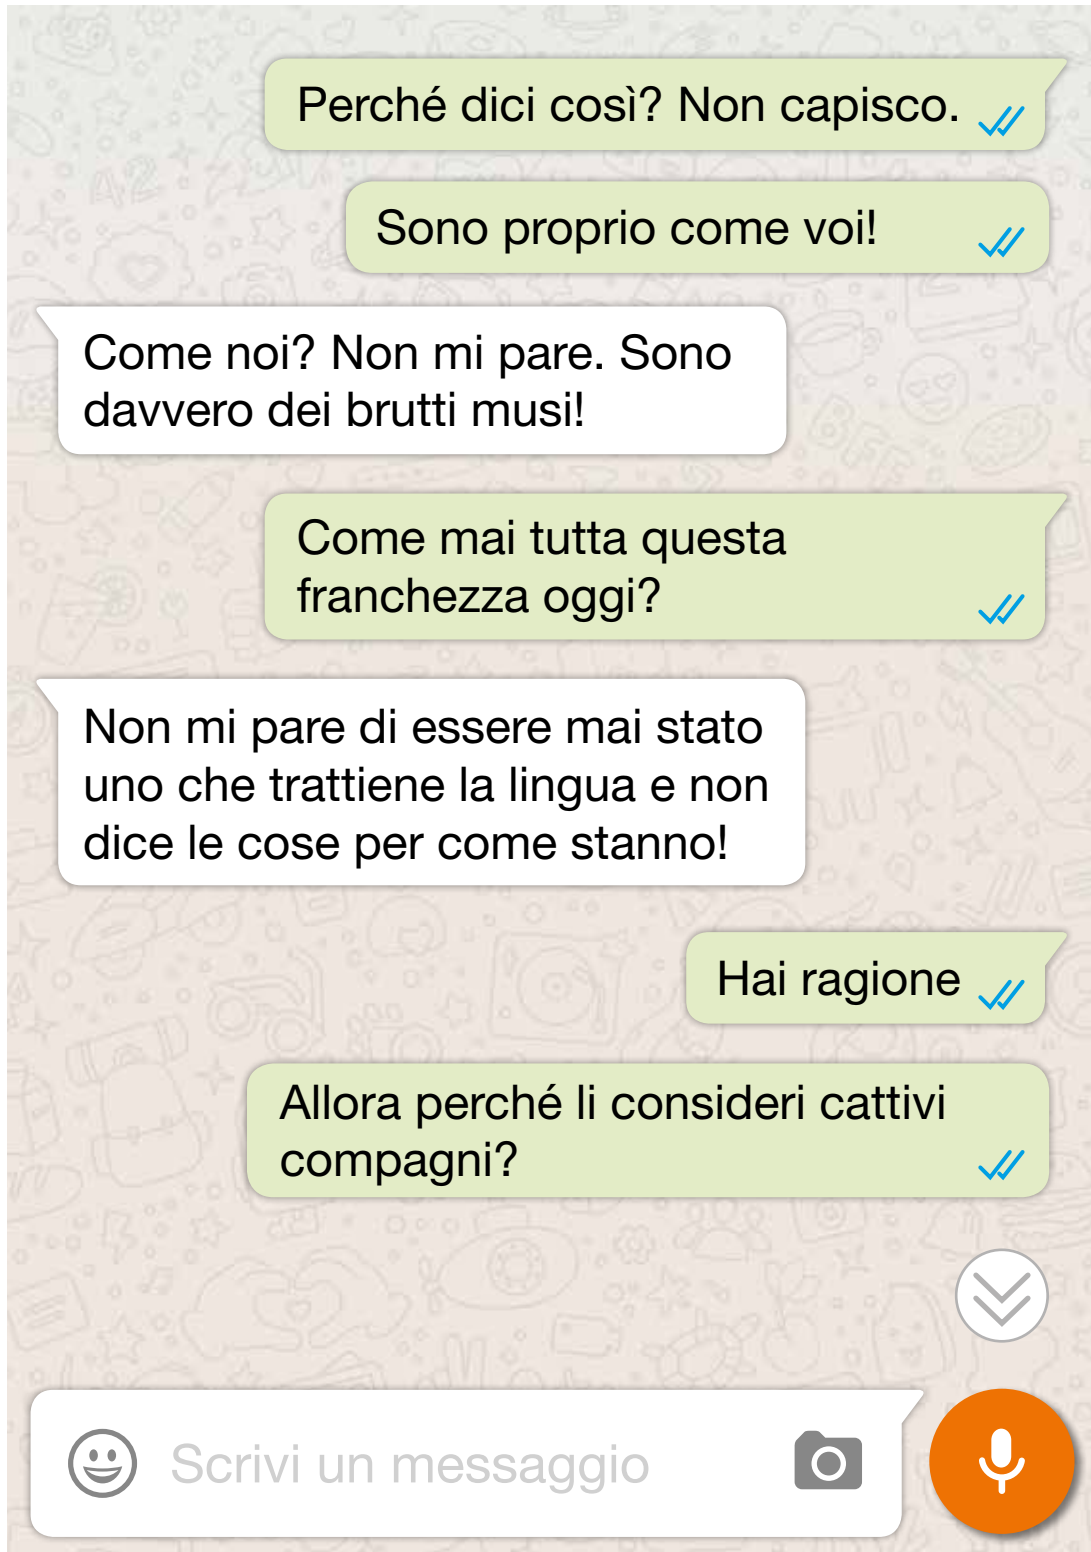 Perché dici così? Non capisco.
Sono proprio come voi!
Come noi? Non mi pare. Sono
davvero dei brutti musi!
Come mai tutta questa
franchezza oggi?
Non mi pare di essere mai stato
uno che trattiene la lingua e non
dice le cose per come stanno!
Hai ragione
Allora perché li consideri cattivi
compagni?
Scrivi un messaggio